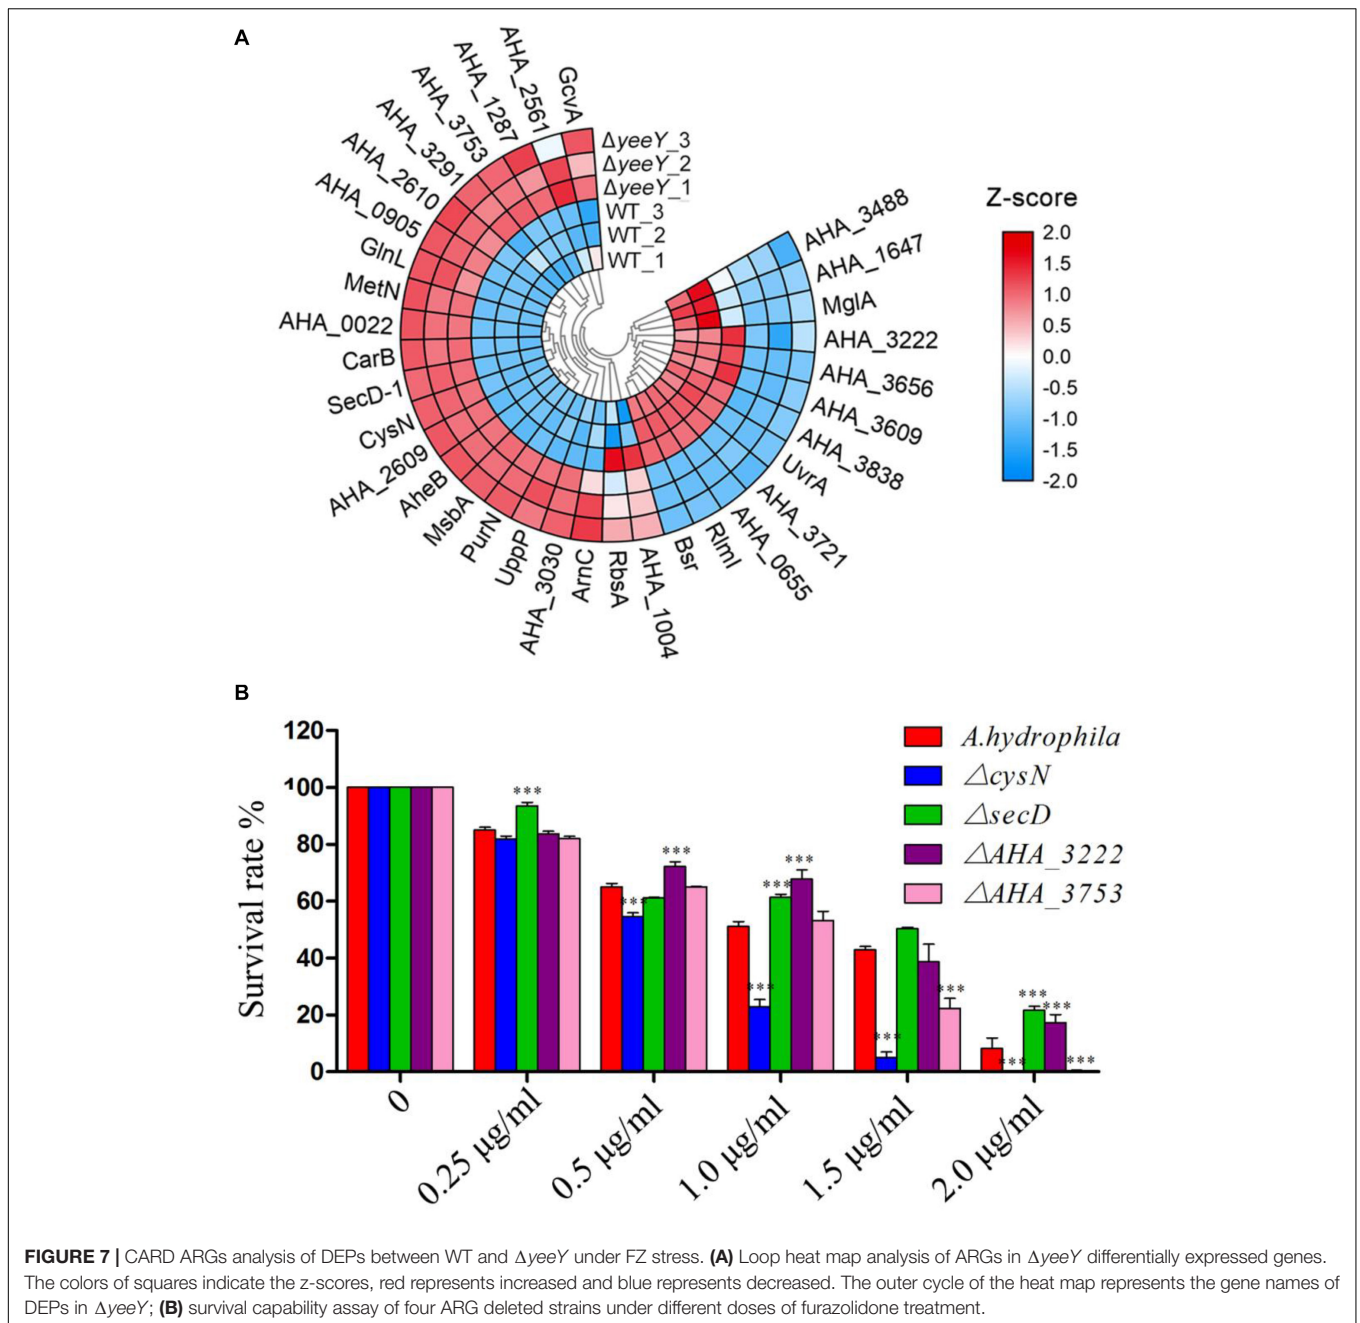 A
GcvA
AHA_2561
AHA_1287
AHA_3753
AHA_3291
AHA_2610
AHA_0905
GlnL
MetN
AHA_0022
CarB
SecD-1
CysN
AHA_2609
AheB
MsbA
PurN
UppP
AHA_3030
ArnC
RbsA
AHA_1004
Bsr
RlmI
AHA_0655
AHA_3721
UvrA
AHA_3838
AHA_3609
AHA_3656
AHA_3222
MglA
AHA_1647
AHA_3488
ΔyeeY_3
ΔyeeY_2
ΔyeeY_1
WT_3
WT_2
WT_1
Z-score
2.0
1.5
1.0
0.5
0.0
-0.5
-1.0
-1.5
-2.0
B
Survival rate %
120
100
80
60
40
20
0
***
***
***
***
***
***
***
***
***
***
***
***
0
0.25 µg/ml
0.5 µg/ml
1.0 µg/ml
1.5 µg/ml
2.0 µg/ml
A.hydrophila
△cysN
△secD
△AHA_3222
△AHA_3753
FIGURE 7 | CARD ARGs analysis of DEPs between WT and ΔyeeY under FZ stress. (A) Loop heat map analysis of ARGs in ΔyeeY differentially expressed genes.
The colors of squares indicate the z-scores, red represents increased and blue represents decreased. The outer cycle of the heat map represents the gene names of
DEPs in ΔyeeY; (B) survival capability assay of four ARG deleted strains under different doses of furazolidone treatment.